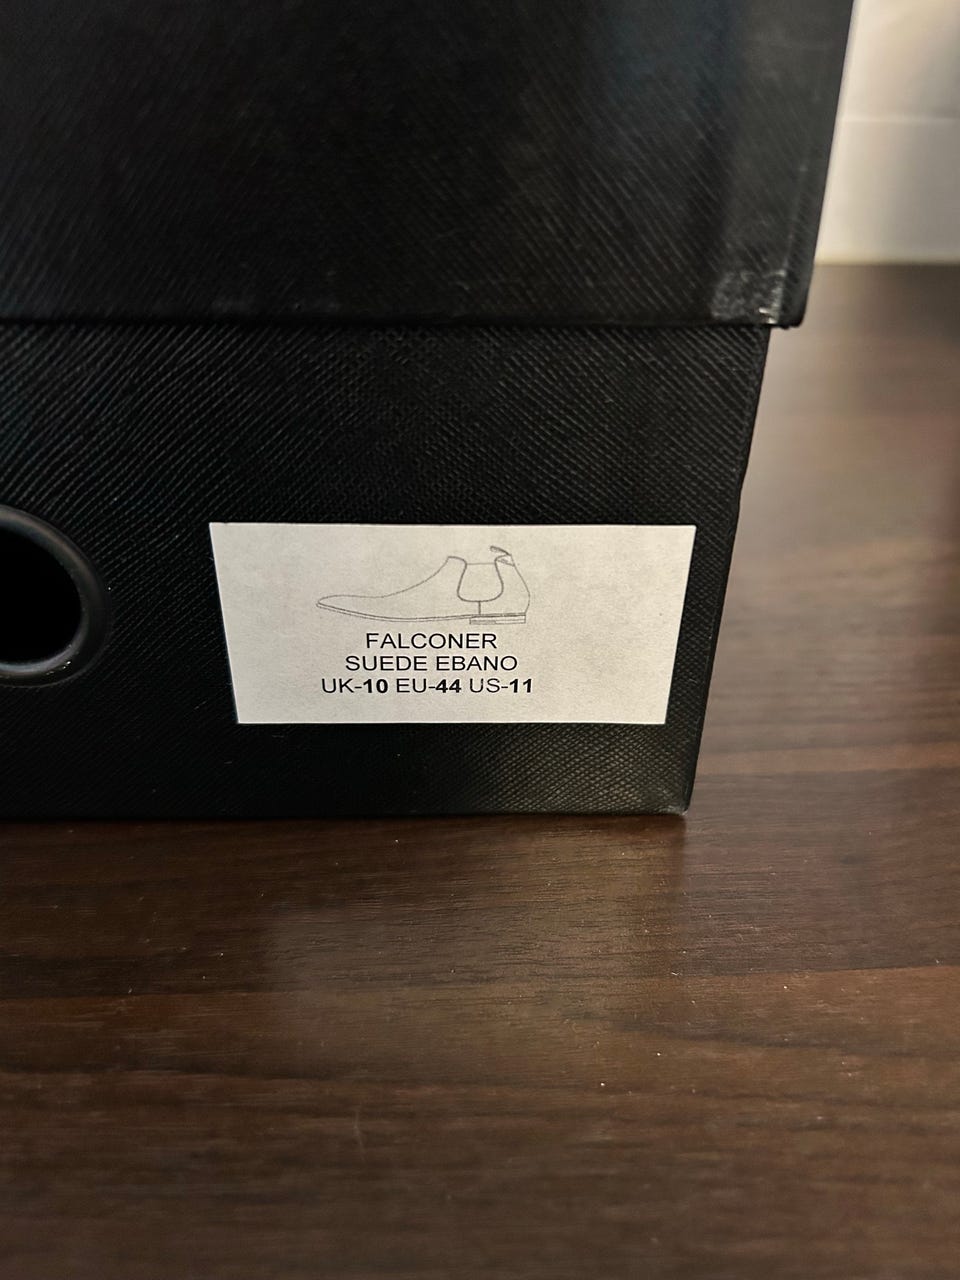 FALCONER
SUEDE EBANO
UK-10 EU-44 US-11